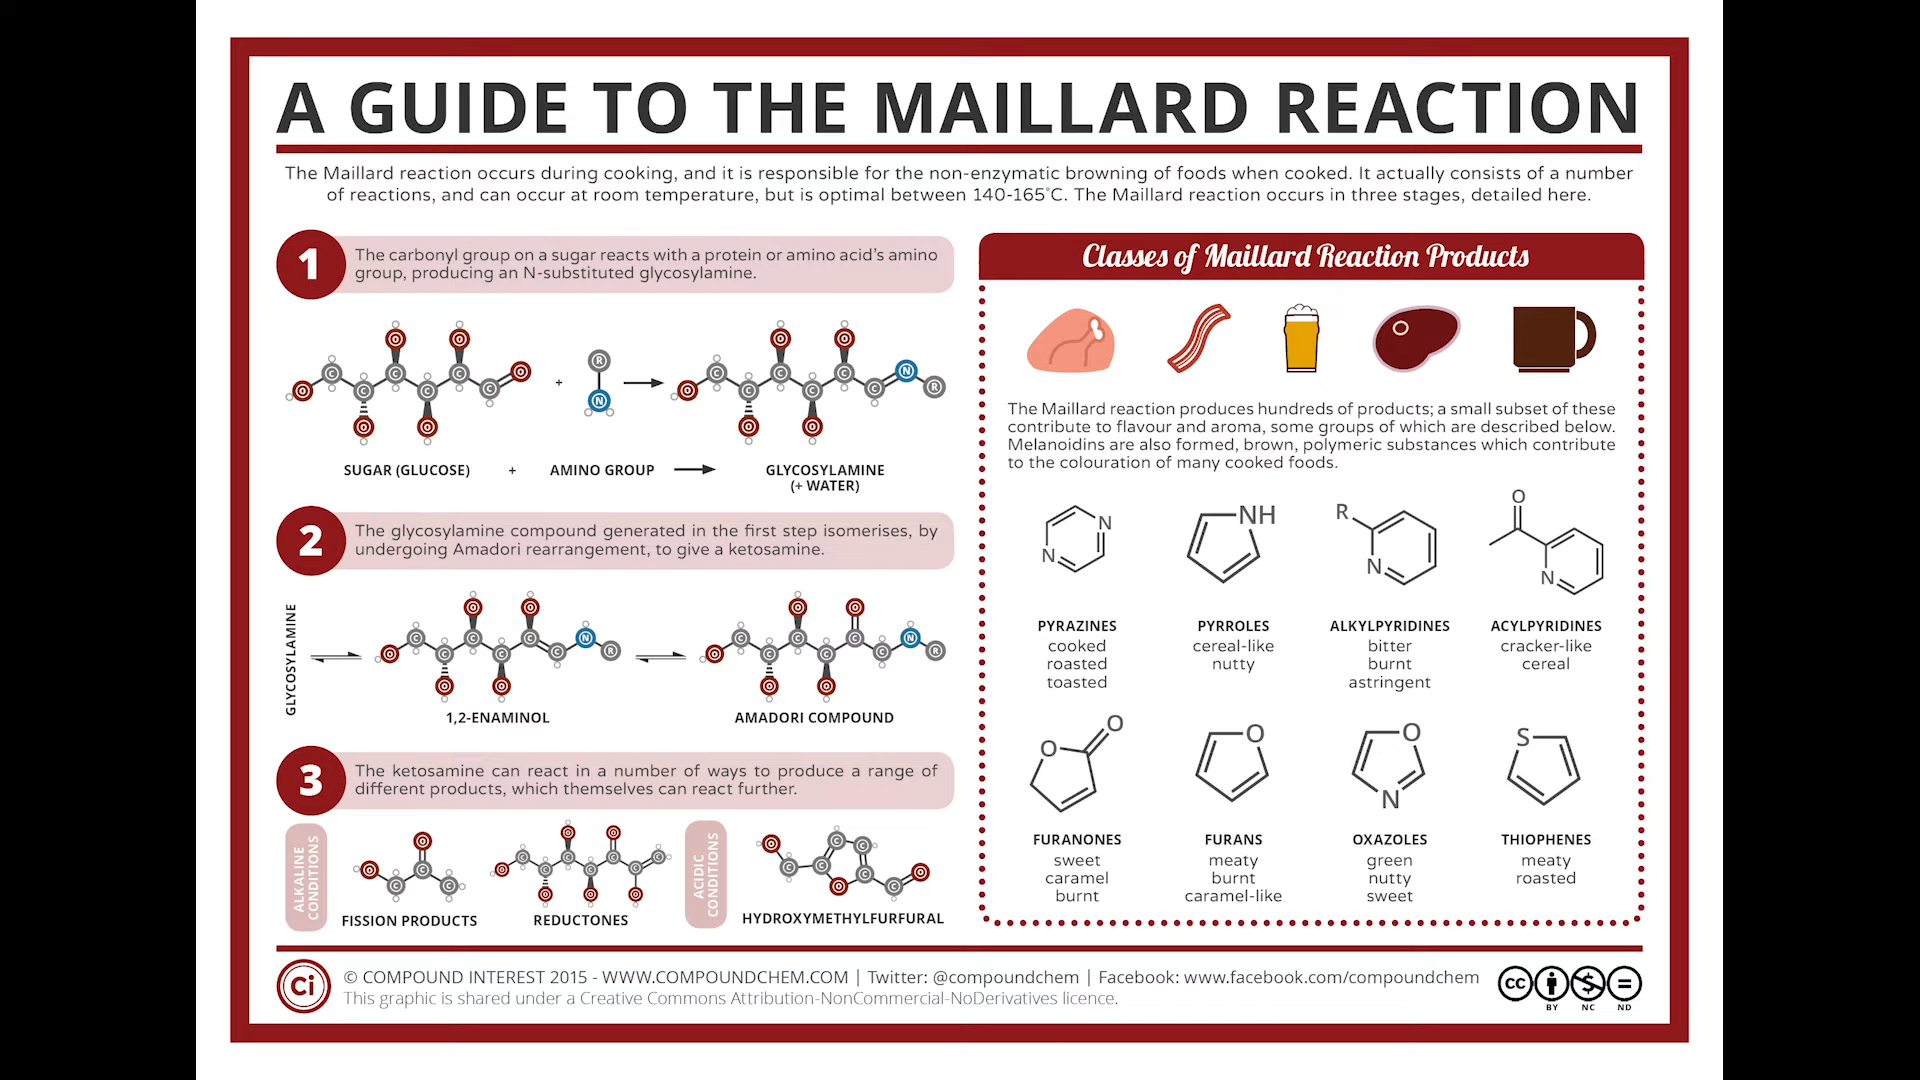 A GUIDE TO THE MAILLARD REACTION
The Maillard reaction occurs during cooking, and it is responsible for the non-enzymatic browning of foods when cooked. It actually consists of a number
of reactions, and can occur at room temperature, but is optimal between 140-165°C. The Maillard reaction occurs in three stages, detailed here.
1
The carbonyl group on a sugar reacts with a protein or amino acid's amino
group, producing an N-substituted glycosylamine.
SUGAR (GLUCOSE) + AMINO GROUP → GLYCOSYLAMINE
(+ WATER)
2
The glycosylamine compound generated in the first step isomerises, by
undergoing Amadori rearrangement, to give a ketosamine.
GLYCOSYLAMINE
1,2-ENAMINOL
AMADORI COMPOUND
3
The ketosamine can react in a number of ways to produce a range of
different products, which themselves can react further.
ALKALINE
CONDITIONS
FISSION PRODUCTS
REDUCTONES
ACIDIC
CONDITIONS
HYDROXYMETHYLFURFURAL
Classes of Maillard Reaction Products
The Maillard reaction produces hundreds of products; a small subset of these
contribute to flavour and aroma, some groups of which are described below.
Melanoidins are also formed, brown, polymeric substances which contribute
to the colouration of many cooked foods.
N
N
NH
R
N
O
N
PYRAZINES
cooked
roasted
toasted
PYRROLES
cereal-like
nutty
ALKYLPYRIDINES
bitter
burnt
astringent
ACYLPYRIDINES
cracker-like
cereal
O
O
O
O
N
S
FURANONES
sweet
caramel
burnt
FURANS
meaty
burnt
caramel-like
OXAZOLES
green
nutty
sweet
THIOPHENES
meaty
roasted
Ci
© COMPOUND INTEREST 2015 - WWW.COMPOUNDCHEM.COM | Twitter: @compoundchem | Facebook: www.facebook.com/compoundchem
This graphic is shared under a Creative Commons Attribution-NonCommercial-NoDerivatives licence.
CC
BY NC ND